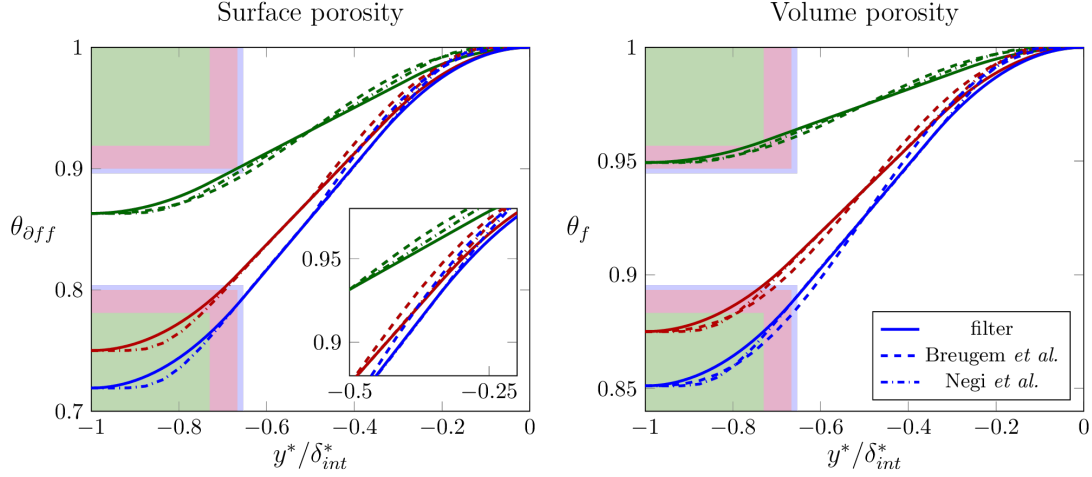 Surface porosity
1
0.9
0.8
0.7
θ∂ff
−1
−0.8
−0.6
−0.4
−0.2
0
y*/δ*int
0.95
0.9
−0.5
−0.25
Volume porosity
1
0.95
0.9
0.85
θf
−1
−0.8
−0.6
−0.4
−0.2
0
y*/δ*int
filter
Breugem et al.
Negi et al.